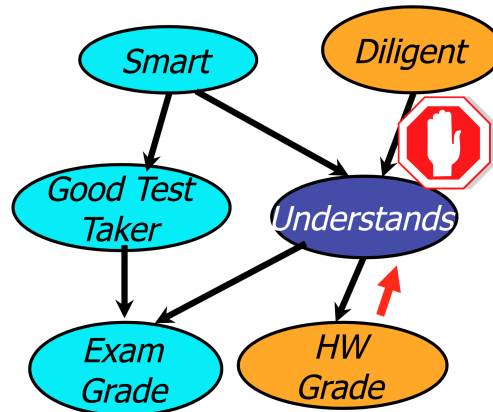 Smart
Diligent
Good Test
Taker
Understands
Exam
Grade
HW
Grade